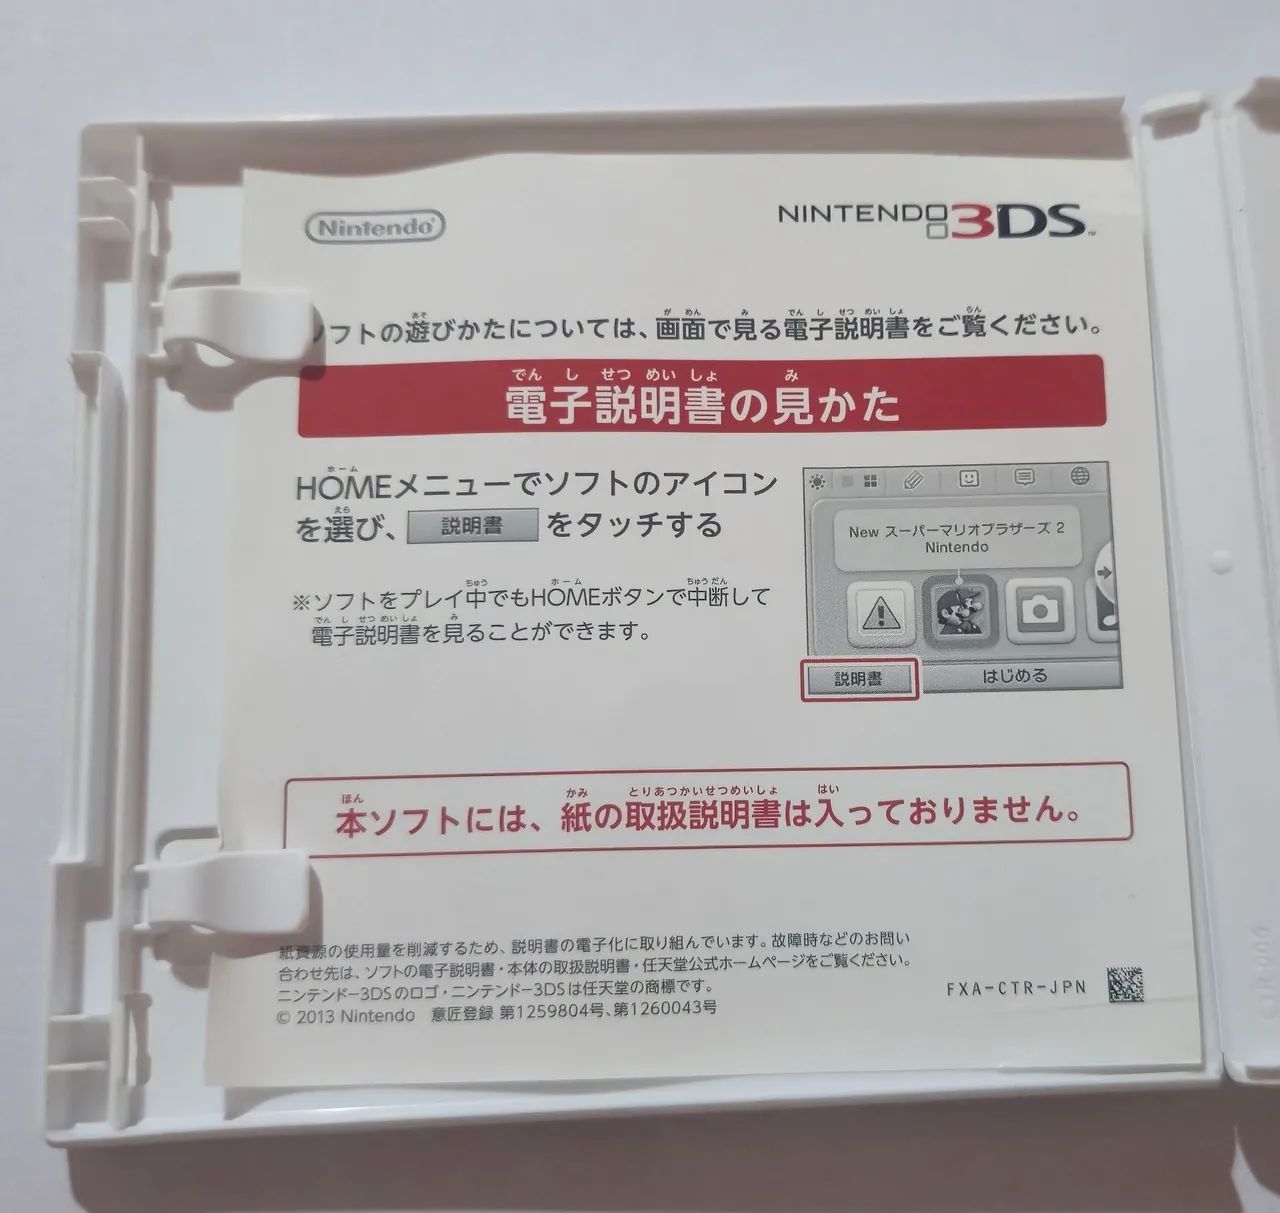 Nintendo
NINTENDO 3DS™
ソフトの遊びかたについては、画面で見る電子説明書をご覧ください。
電子説明書の見かた
HOMEメニューでソフトのアイコン
を選び、 説明書 をタッチする
※ソフトをプレイ中でもHOMEボタンで中断して
電子説明書を見ることができます。
New スーパーマリオブラザーズ 2
Nintendo
説明書 はじめる
本ソフトには、紙の取扱説明書は入っておりません。
紙資源の使用量を削減するため、説明書の電子化に取り組んでいます。故障時などのお問い
合わせ先は、ソフトの電子説明書・本体の取扱説明書・任天堂公式ホームページをご覧ください。
ニンテンドー3DSのロゴ・ニンテンドー3DSは任天堂の商標です。
© 2013 Nintendo 意匠登録 第1259804号、第1260043号
FXA-CTR-JPN